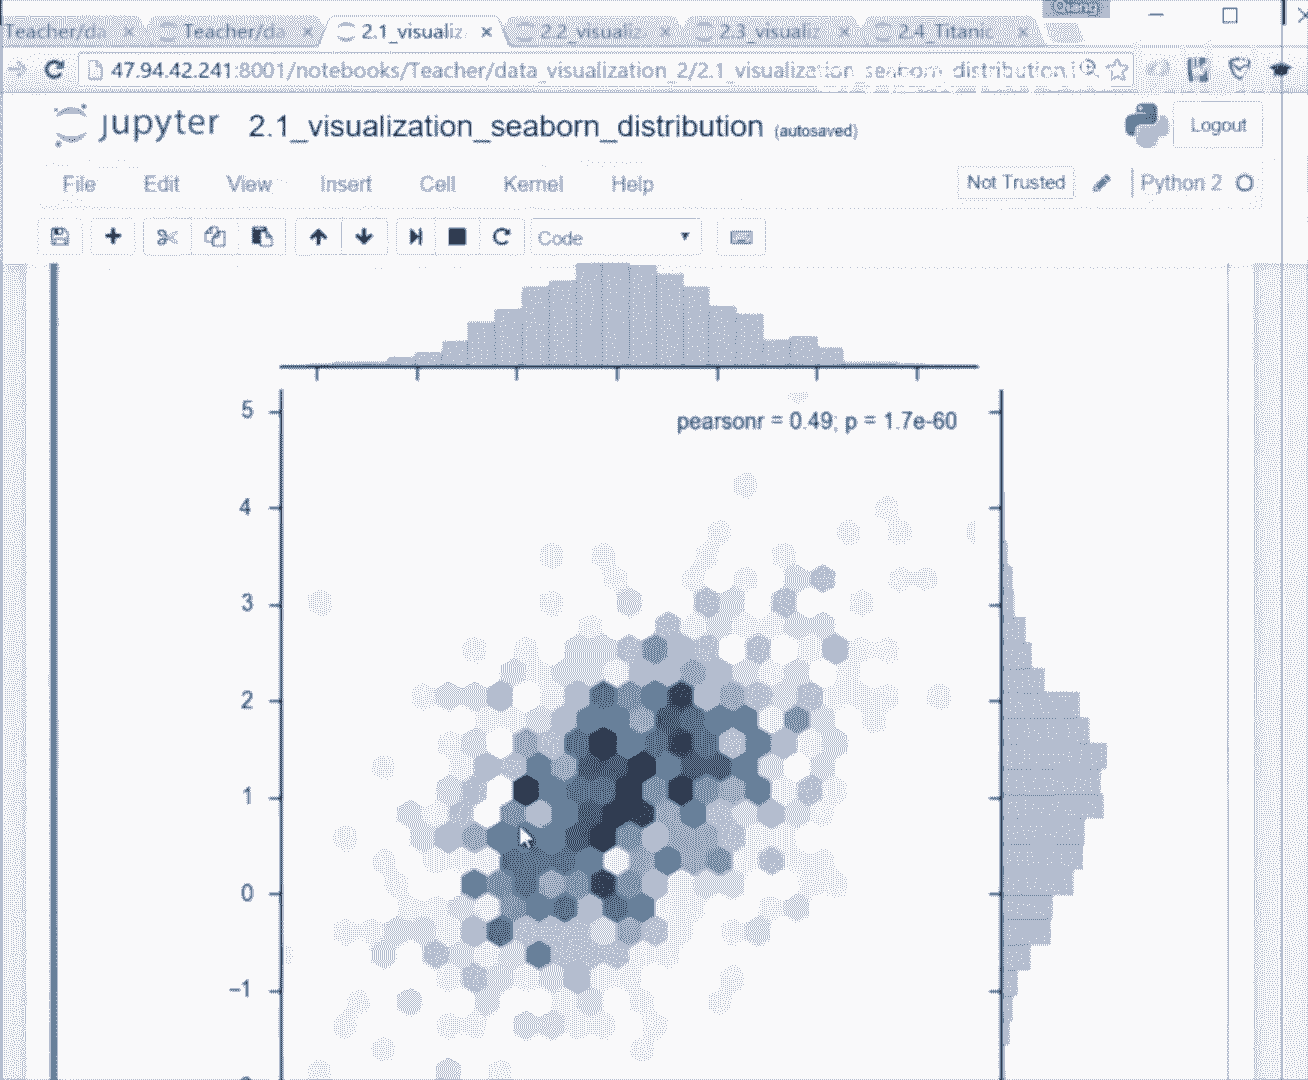 Qiang
Teacher/da Teacher/da 2.1_visualiz 2.2_visualiz 2.3_visualiz 2.4_Titanic
47.94.42.241:8001/notebooks/Teacher/data_visualization_2/2.1_visualization_seaborn_distribution.i
jupyter 2.1_visualization_seaborn_distribution (autosaved) Logout
File Edit View Insert Cell Kernel Help Not Trusted Python 2
Code
pearsonr = 0.49; p = 1.7e-60
5
4
3
2
1
0
−1